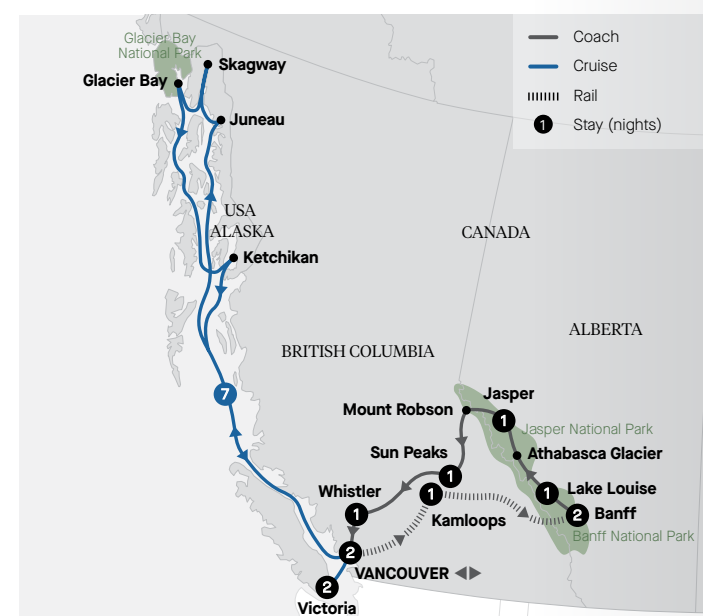 Glacier Bay
National Park
Skagway
Glacier Bay
Juneau
USA
ALASKA
Ketchikan
CANADA
ALBERTA
BRITISH COLUMBIA
7
Jasper
Mount Robson
1
Jasper National Park
Sun Peaks
Athabasca Glacier
1
Whistler
1
Lake Louise
1
1
Kamloops
2
Banff
Banff National Park
2
VANCOUVER
2
Victoria
Coach
Cruise
Rail
1
Stay (nights)